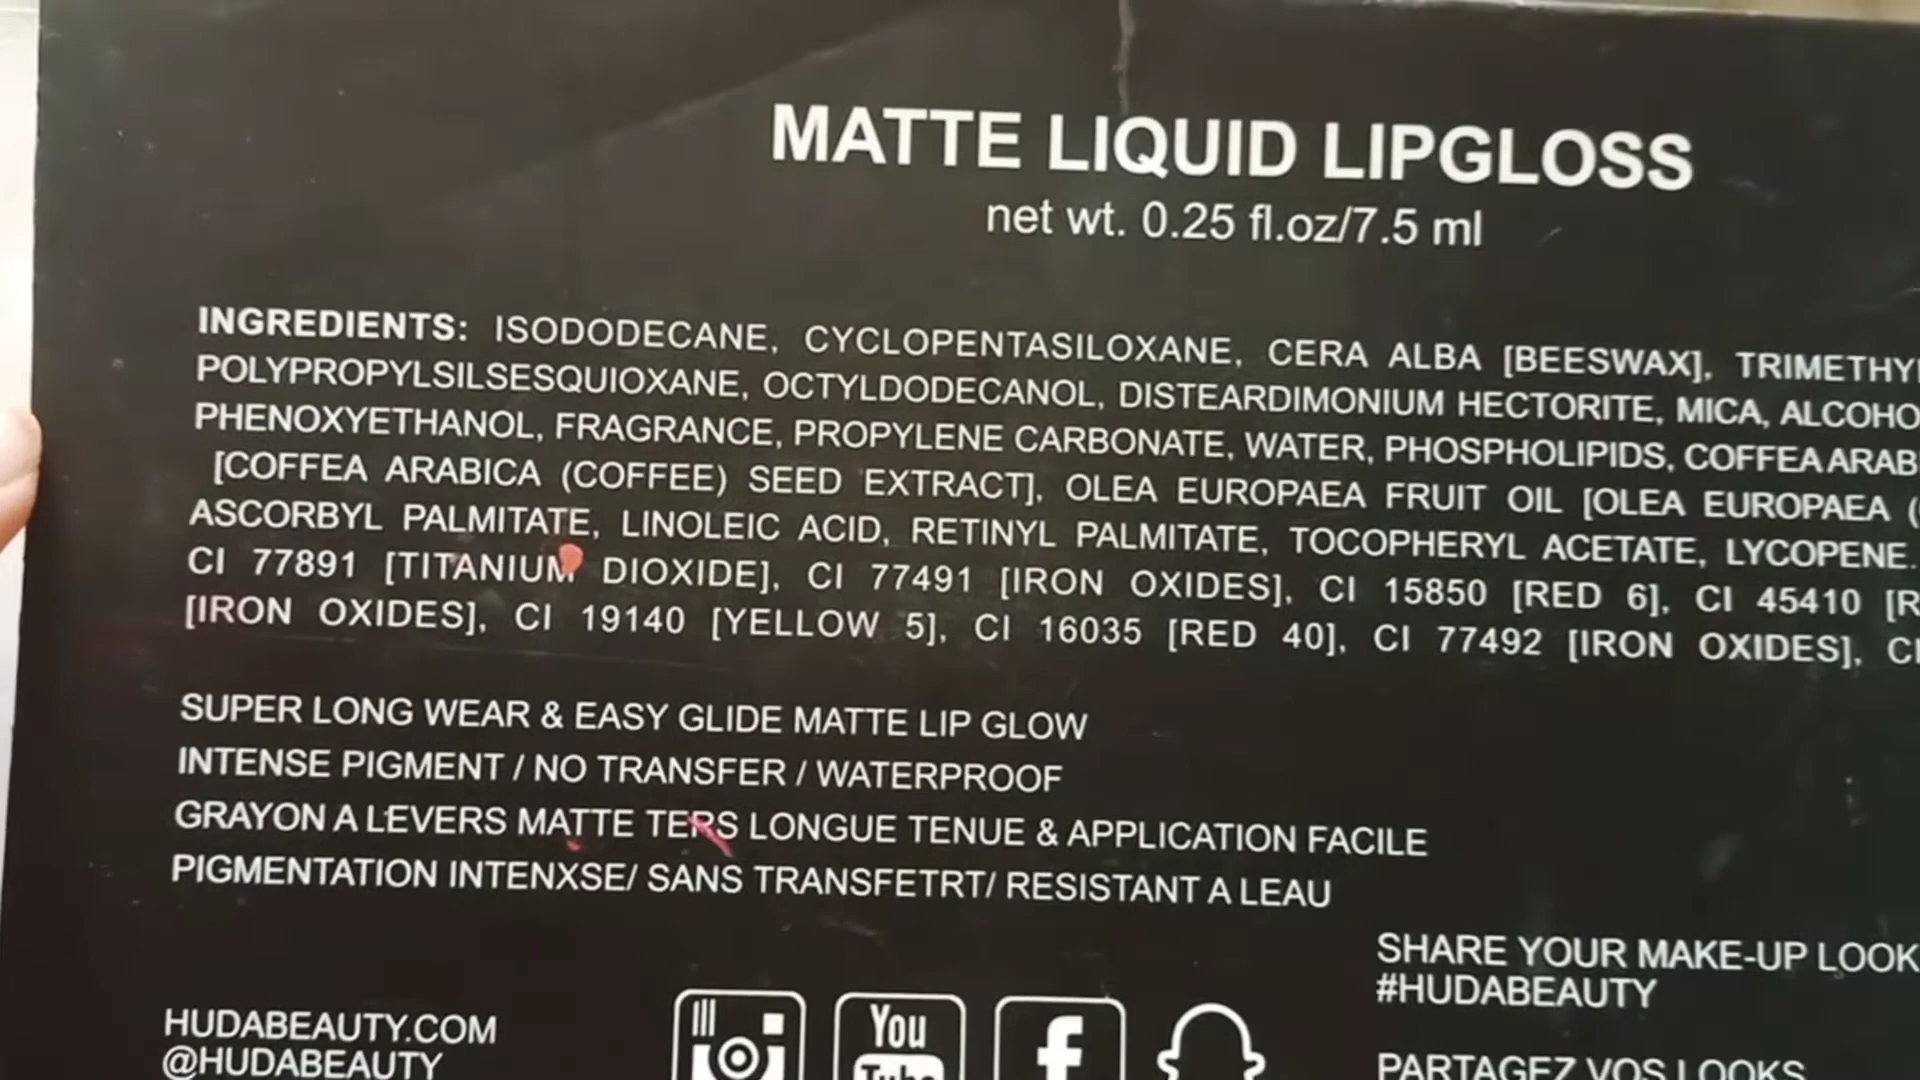 MATTE LIQUID LIPGLOSS
net wt. 0.25 fl.oz/7.5 ml
INGREDIENTS: ISODODECANE, CYCLOPENTASILOXANE, CERA ALBA [BEESWAX], TRIMETHY
POLYPROPYLSILSESQUIOXANE, OCTYLDODECANOL, DISTEARDIMONIUM HECTORITE, MICA, ALCOHO
PHENOXYETHANOL, FRAGRANCE, PROPYLENE CARBONATE, WATER, PHOSPHOLIPIDS, COFFEA ARAB
[COFFEA ARABICA (COFFEE) SEED EXTRACT], OLEA EUROPAEA FRUIT OIL [OLEA EUROPAEA (
ASCORBYL PALMITATE, LINOLEIC ACID, RETINYL PALMITATE, TOCOPHERYL ACETATE, LYCOPENE.
CI 77891 [TITANIUM DIOXIDE], CI 77491 [IRON OXIDES], CI 15850 [RED 6], CI 45410 [R
[IRON OXIDES], CI 19140 [YELLOW 5], CI 16035 [RED 40], CI 77492 [IRON OXIDES], CI
SUPER LONG WEAR & EASY GLIDE MATTE LIP GLOW
INTENSE PIGMENT / NO TRANSFER / WATERPROOF
GRAYON A LEVERS MATTE TERS LONGUE TENUE & APPLICATION FACILE
PIGMENTATION INTENXSE/ SANS TRANSFETRT/ RESISTANT A LEAU
SHARE YOUR MAKE-UP LOOK
#HUDABEAUTY
HUDABEAUTY.COM
@HUDABEAUTY
You
Tube
PARTAGEZ VOS LOOKS